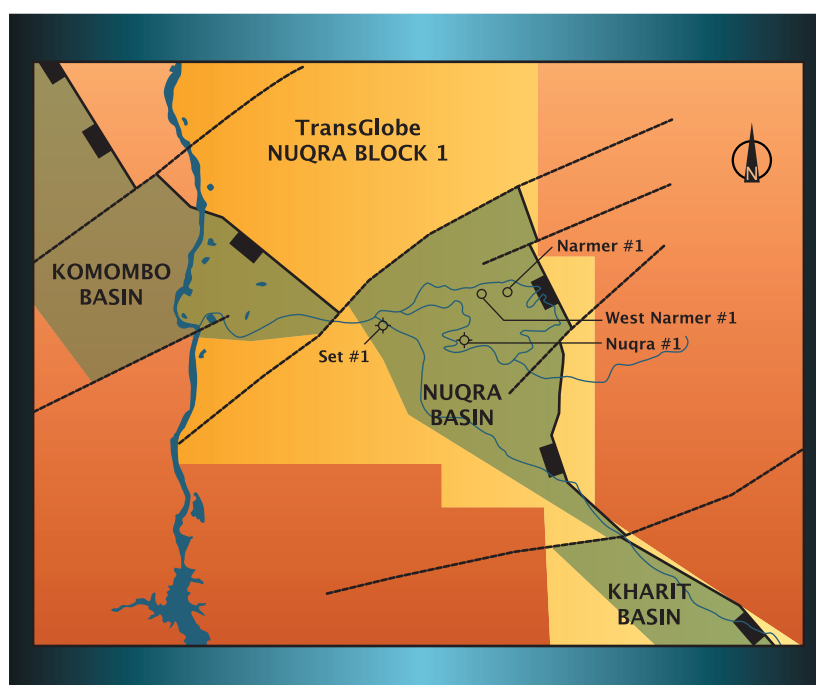 TransGlobe
NUQRA BLOCK 1
N
Narmer #1
KOMOMBO
BASIN
West Narmer #1
Set #1
Nuqra #1
NUQRA
BASIN
KHARIT
BASIN